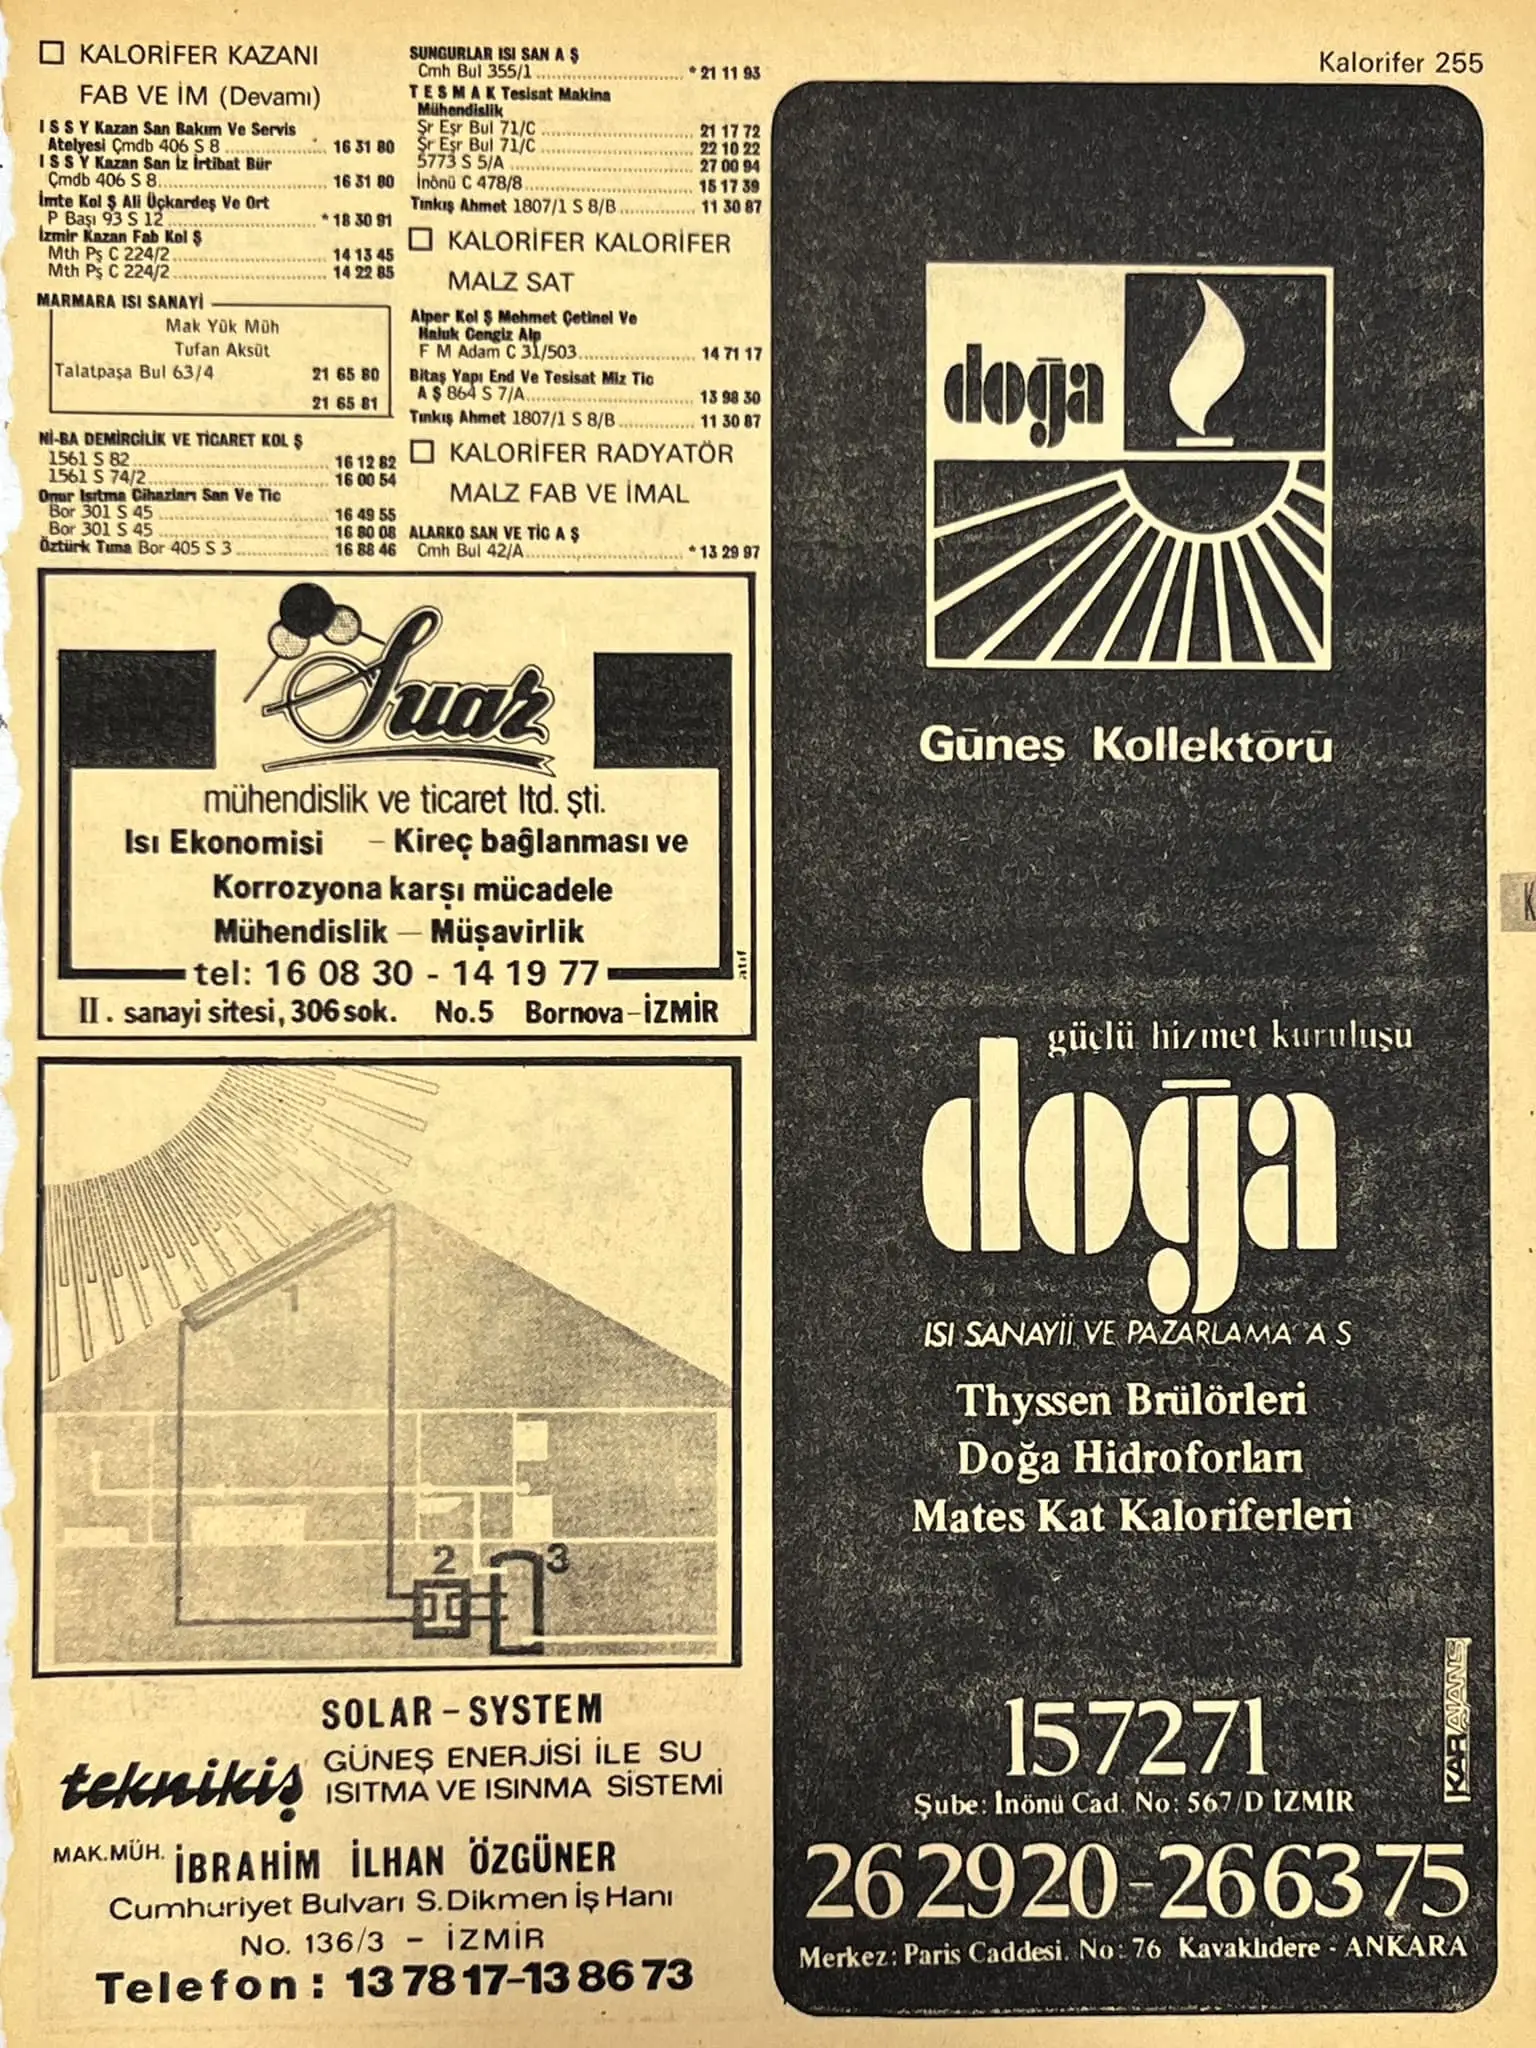 Kalorifer 255
☐ KALORİFER KAZANI
FAB VE İM (Devamı)
I S S Y Kazan San Bakım Ve Servis
Atelyesi Çmdb 406 S 8 16 31 80
I S S Y Kazan San İz İrtibat Bür
Çmdb 406 S 8 16 31 80
İmte Kol Ş Ali Üçkardeş Ve Ort
P Başı 93 S 12 * 18 30 91
İzmir Kazan Fab Kol Ş
Mth Pş C 224/2 14 13 45
Mth Pş C 224/2 14 22 85
MARMARA ISI SANAYİ
Mak Yük Müh
Tufan Aksüt
Talatpaşa Bul 63/4 21 65 80
21 65 81
Nİ-BA DEMİRCİLİK VE TİCARET KOL Ş
1561 S 82 16 12 82
1561 S 74/2 16 00 54
Onur Isıtma Cihazları San Ve Tic
Bor 301 S 45 16 49 55
Bor 301 S 45 16 80 08
Öztürk Tuna Bor 405 S 3 16 88 46
SUNGURLAR ISI SAN A Ş
Cmh Bul 355/1 * 21 11 93
T E S M A K Tesisat Makina
Mühendislik
Şr Eşr Bul 71/C 21 17 72
Şr Eşr Bul 71/C 22 10 22
5773 S 5/A 27 00 94
İnönü C 478/8 15 17 39
Tınkış Ahmet 1807/1 S 8/B 11 30 87
☐ KALORİFER KALORİFER
MALZ SAT
Alper Kol Ş Mehmet Çetinel Ve
Haluk Cengiz Alp
F M Adam C 31/503 14 71 17
Bitaş Yapı End Ve Tesisat Mlz Tic
A Ş 864 S 7/A 13 98 30
Tınkış Ahmet 1807/1 S 8/B 11 30 87
☐ KALORİFER RADYATÖR
MALZ FAB VE İMAL
ALARKO SAN VE TİC A Ş
Cmh Bul 42/A * 13 29 97
Suar
mühendislik ve ticaret ltd. şti.
Isı Ekonomisi – Kireç bağlanması ve
Korrozyona karşı mücadele
Mühendislik — Müşavirlik
tel: 16 08 30 - 14 19 77
atıf
II. sanayi sitesi, 306 sok. No.5 Bornova-İZMİR
1
2 3
SOLAR – SYSTEM
teknikiş
GÜNEŞ ENERJİSİ İLE SU
ISITMA VE ISINMA SİSTEMİ
MAK.MÜH. İBRAHİM İLHAN ÖZGÜNER
Cumhuriyet Bulvarı S.Dikmen İş Hanı
No. 136/3 – İZMİR
Telefon : 13 78 17–13 86 73
doğa
Güneş Kollektörü
K
güçlü hizmet kuruluşu
doğa
ISI SANAYİİ VE PAZARLAMA A Ş
Thyssen Brülörleri
Doğa Hidroforları
Mates Kat Kaloriferleri
15 72 71
Şube: İnönü Cad. No: 567/D İZMİR
26 29 20-26 63 75
Merkez: Paris Caddesi. No: 76 Kavaklıdere - ANKARA
KARAJANS